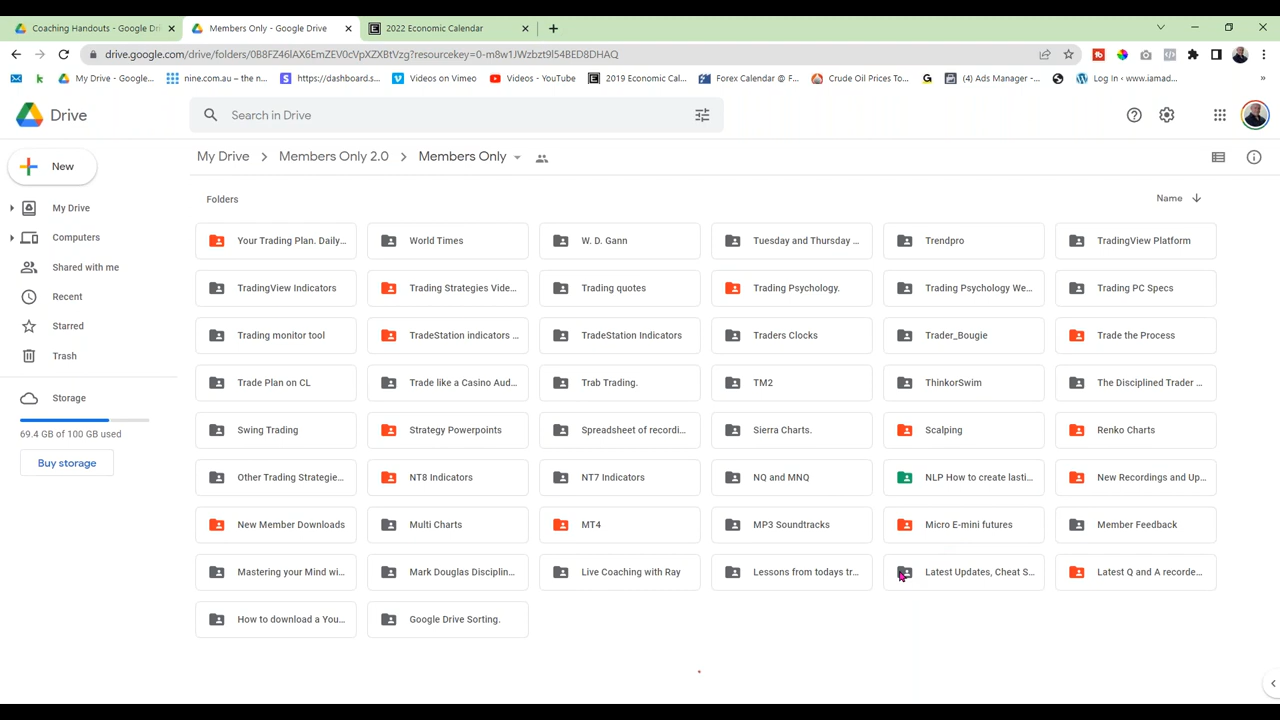 Coaching Handouts - Google Dri
Members Only - Google Drive
2022 Economic Calendar
drive.google.com/drive/folders/0B8FZ46lAX6EmZEV0cVpXZXBtVzg?resourcekey=0-m8w1JWzbzt9l54BED8DHAQ
My Drive - Google...
nine.com.au – the n...
https://dashboard.s...
Videos on Vimeo
Videos - YouTube
2019 Economic Cal...
Forex Calendar @ F...
Crude Oil Prices To...
(4) Ads Manager -...
Log In ‹ www.iamad...
Drive
Search in Drive
New
My Drive
Computers
Shared with me
Recent
Starred
Trash
Storage
69.4 GB of 100 GB used
Buy storage
My Drive > Members Only 2.0 > Members Only
Folders
Name
Your Trading Plan. Daily...
World Times
W. D. Gann
Tuesday and Thursday ...
Trendpro
TradingView Platform
TradingView Indicators
Trading Strategies Vide...
Trading quotes
Trading Psychology.
Trading Psychology We...
Trading PC Specs
Trading monitor tool
TradeStation indicators ...
TradeStation Indicators
Traders Clocks
Trader_Bougie
Trade the Process
Trade Plan on CL
Trade like a Casino Aud...
Trab Trading.
TM2
ThinkorSwim
The Disciplined Trader ...
Swing Trading
Strategy Powerpoints
Spreadsheet of recordi...
Sierra Charts.
Scalping
Renko Charts
Other Trading Strategie...
NT8 Indicators
NT7 Indicators
NQ and MNQ
NLP How to create lasti...
New Recordings and Up...
New Member Downloads
Multi Charts
MT4
MP3 Soundtracks
Micro E-mini futures
Member Feedback
Mastering your Mind wi...
Mark Douglas Disciplin...
Live Coaching with Ray
Lessons from todays tr...
Latest Updates, Cheat S...
Latest Q and A recorde...
How to download a You...
Google Drive Sorting.